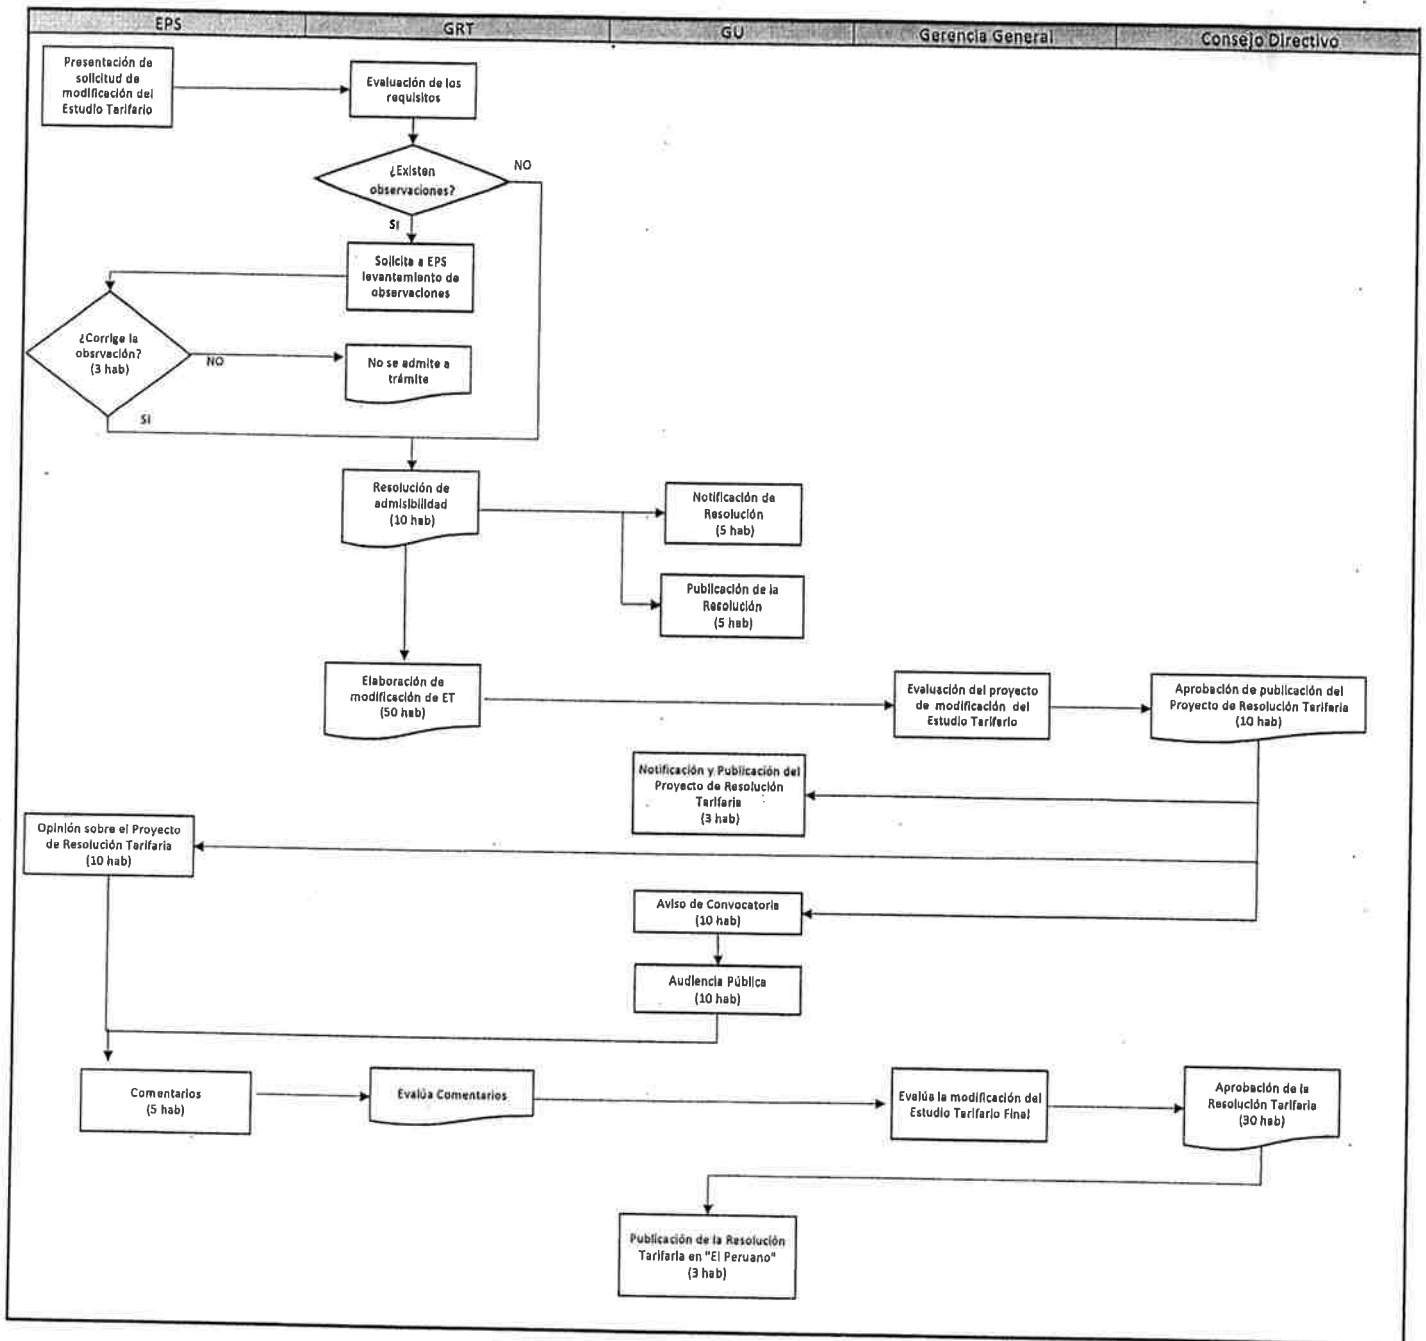 EPS
GRT
GU
Gerencia General
Consejo Directivo
Presentación de
solicitud de
modificación del
Estudio Tarifario
Evaluación de los
requisitos
¿Existen
observaciones?
NO
SI
Solicita a EPS
levantamiento de
observaciones
¿Corrige la
obsrvación?
(3 hab)
NO
No se admite a
trámite
SI
Resolución de
admisibilidad
(10 hab)
Notificación de
Resolución
(5 hab)
Publicación de la
Resolución
(5 hab)
Elaboración de
modificación de ET
(50 hab)
Evaluación del proyecto
de modificación del
Estudio Tarifario
Aprobación de publicación del
Proyecto de Resolución Tarifaria
(10 hab)
Notificación y Publicación del
Proyecto de Resolución
Tarifaria
(3 hab)
Opinión sobre el Proyecto
de Resolución Tarifaria
(10 hab)
Aviso de Convocatoria
(10 hab)
Audiencia Pública
(10 hab)
Comentarios
(5 hab)
Evalúa Comentarios
Evalúa la modificación del
Estudio Tarifario Final
Aprobación de la
Resolución Tarifaria
(30 hab)
Publicación de la Resolución
Tarifaria en "El Peruano"
(3 hab)